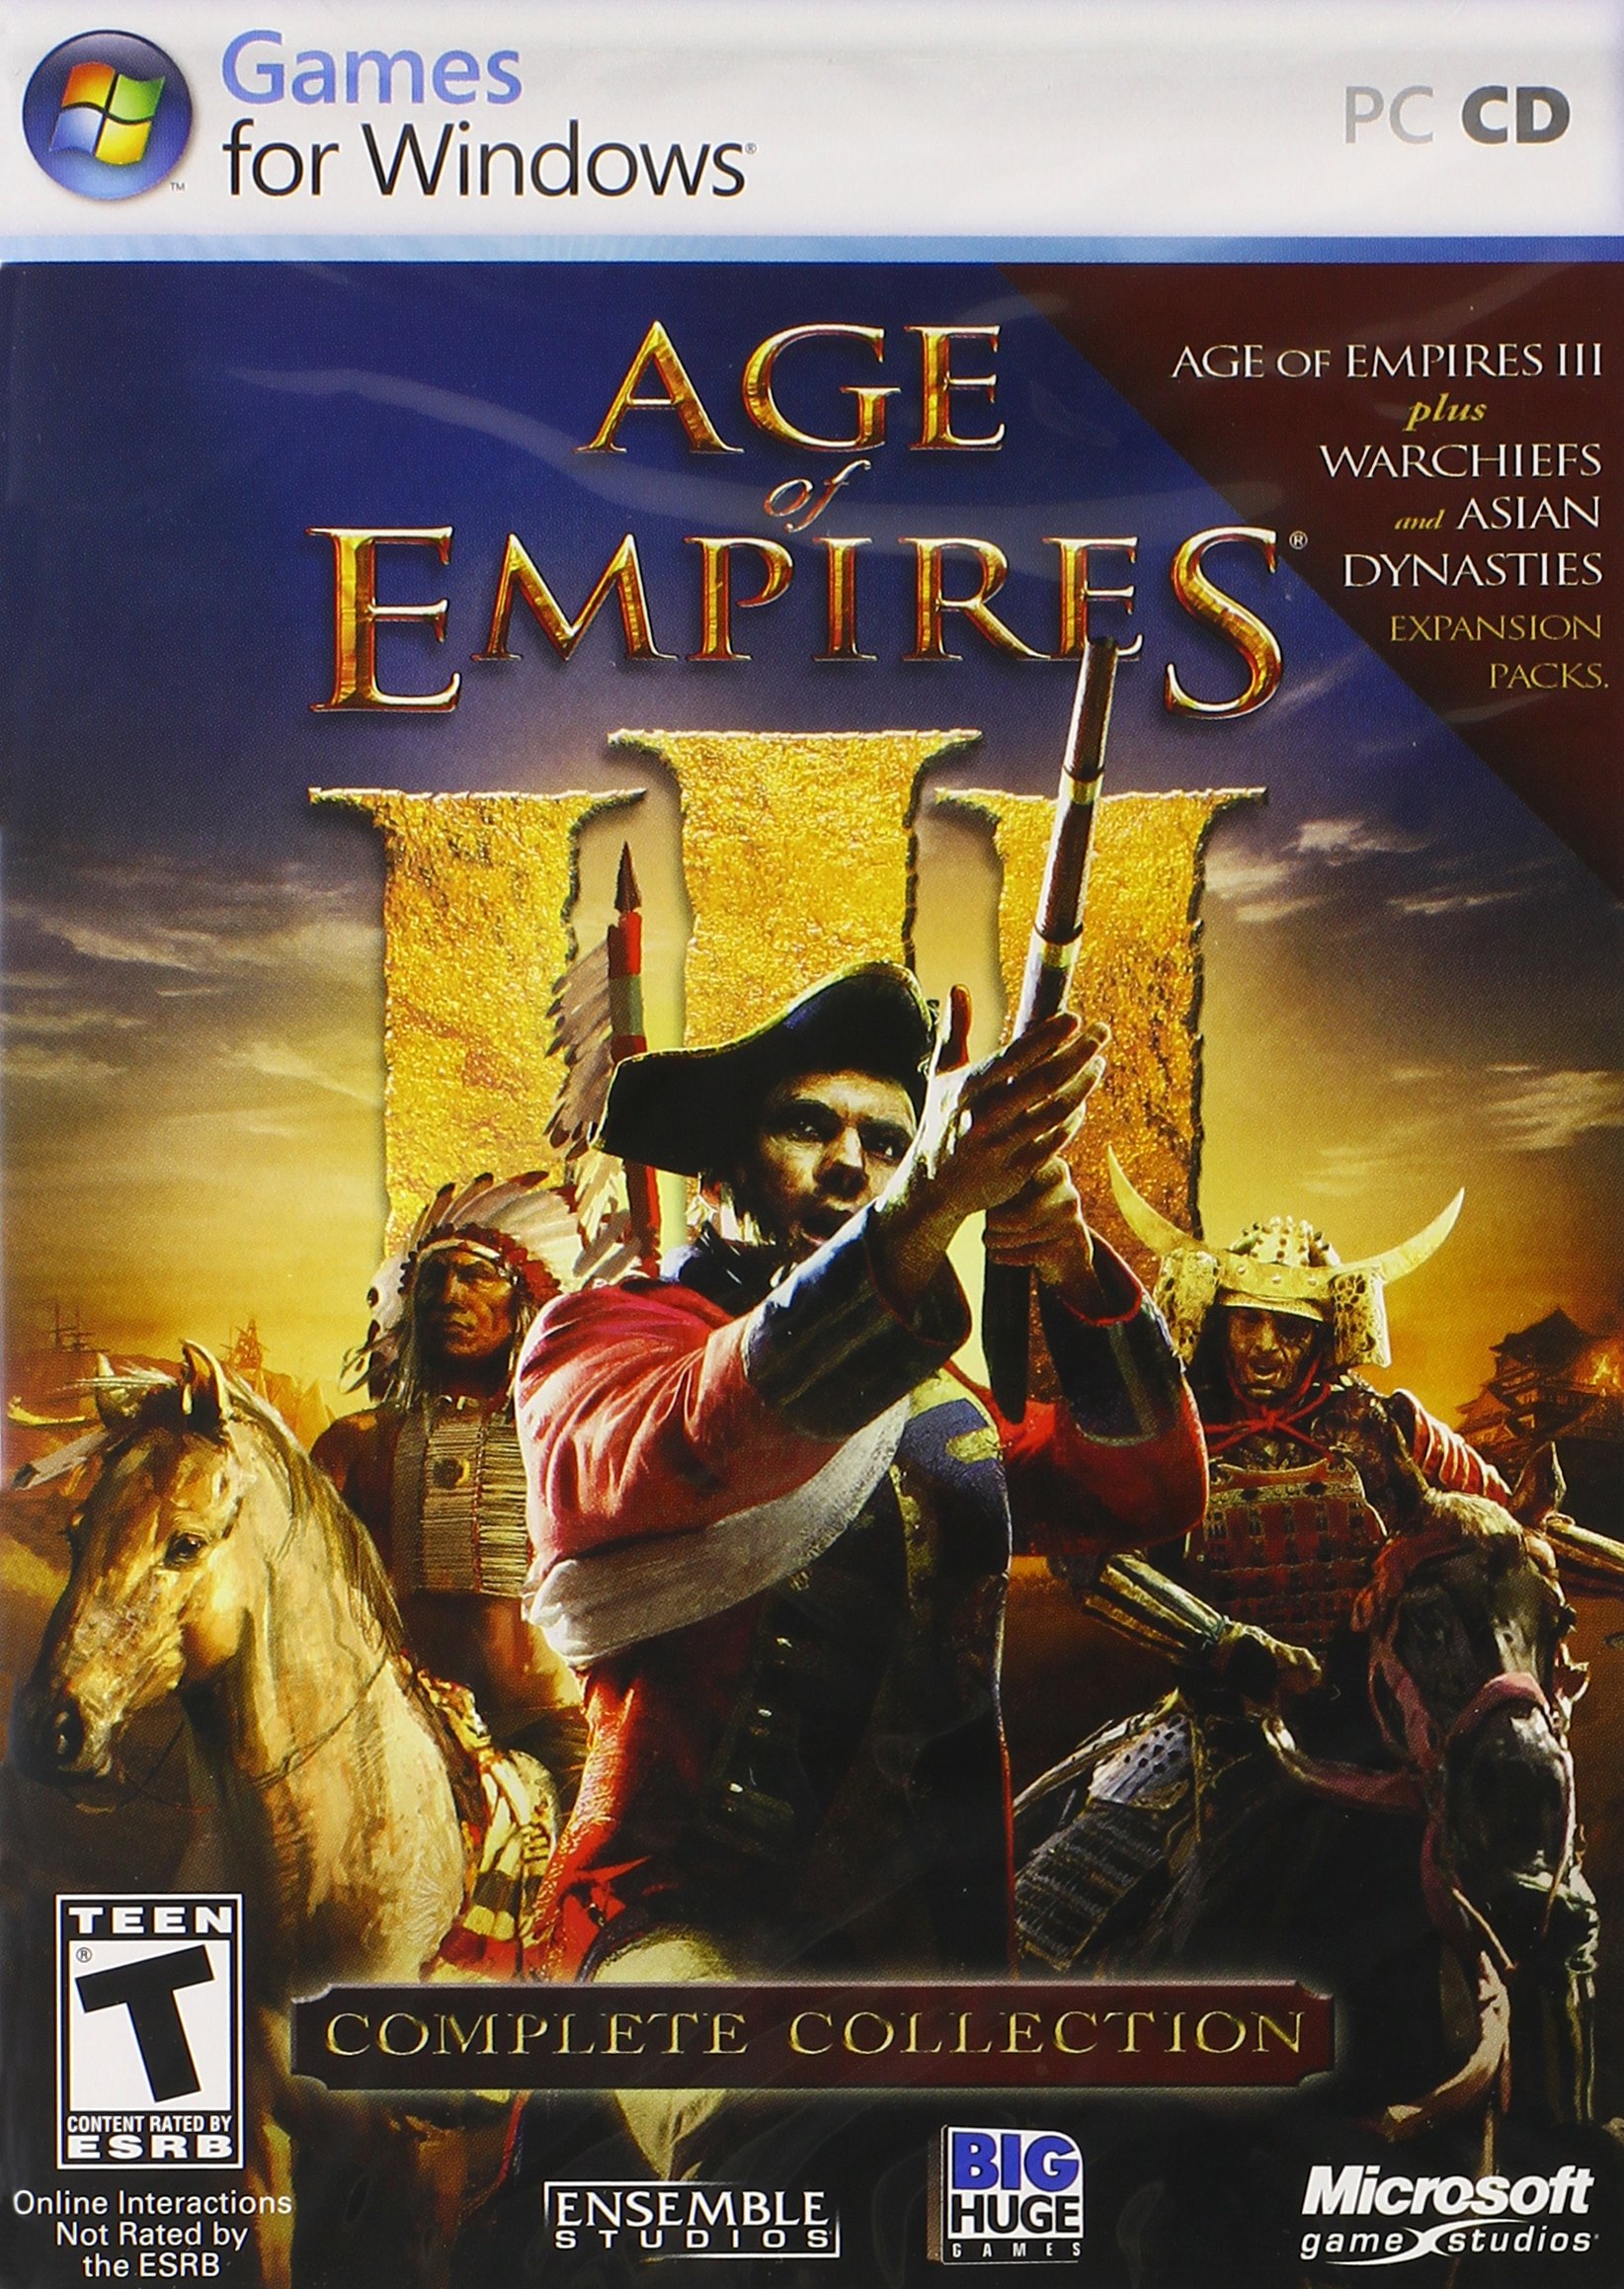 Games
for Windows®
™
PC CD
AGE
of
EMPIRES®
III
AGE OF EMPIRES III
plus
WARCHIEFS
and ASIAN
DYNASTIES
EXPANSION
PACKS.
COMPLETE COLLECTION
TEEN
T
®
CONTENT RATED BY
ESRB
Online Interactions
Not Rated by
the ESRB
ENSEMBLE
STUDIOS
BIG
HUGE
GAMES
Microsoft
game studios